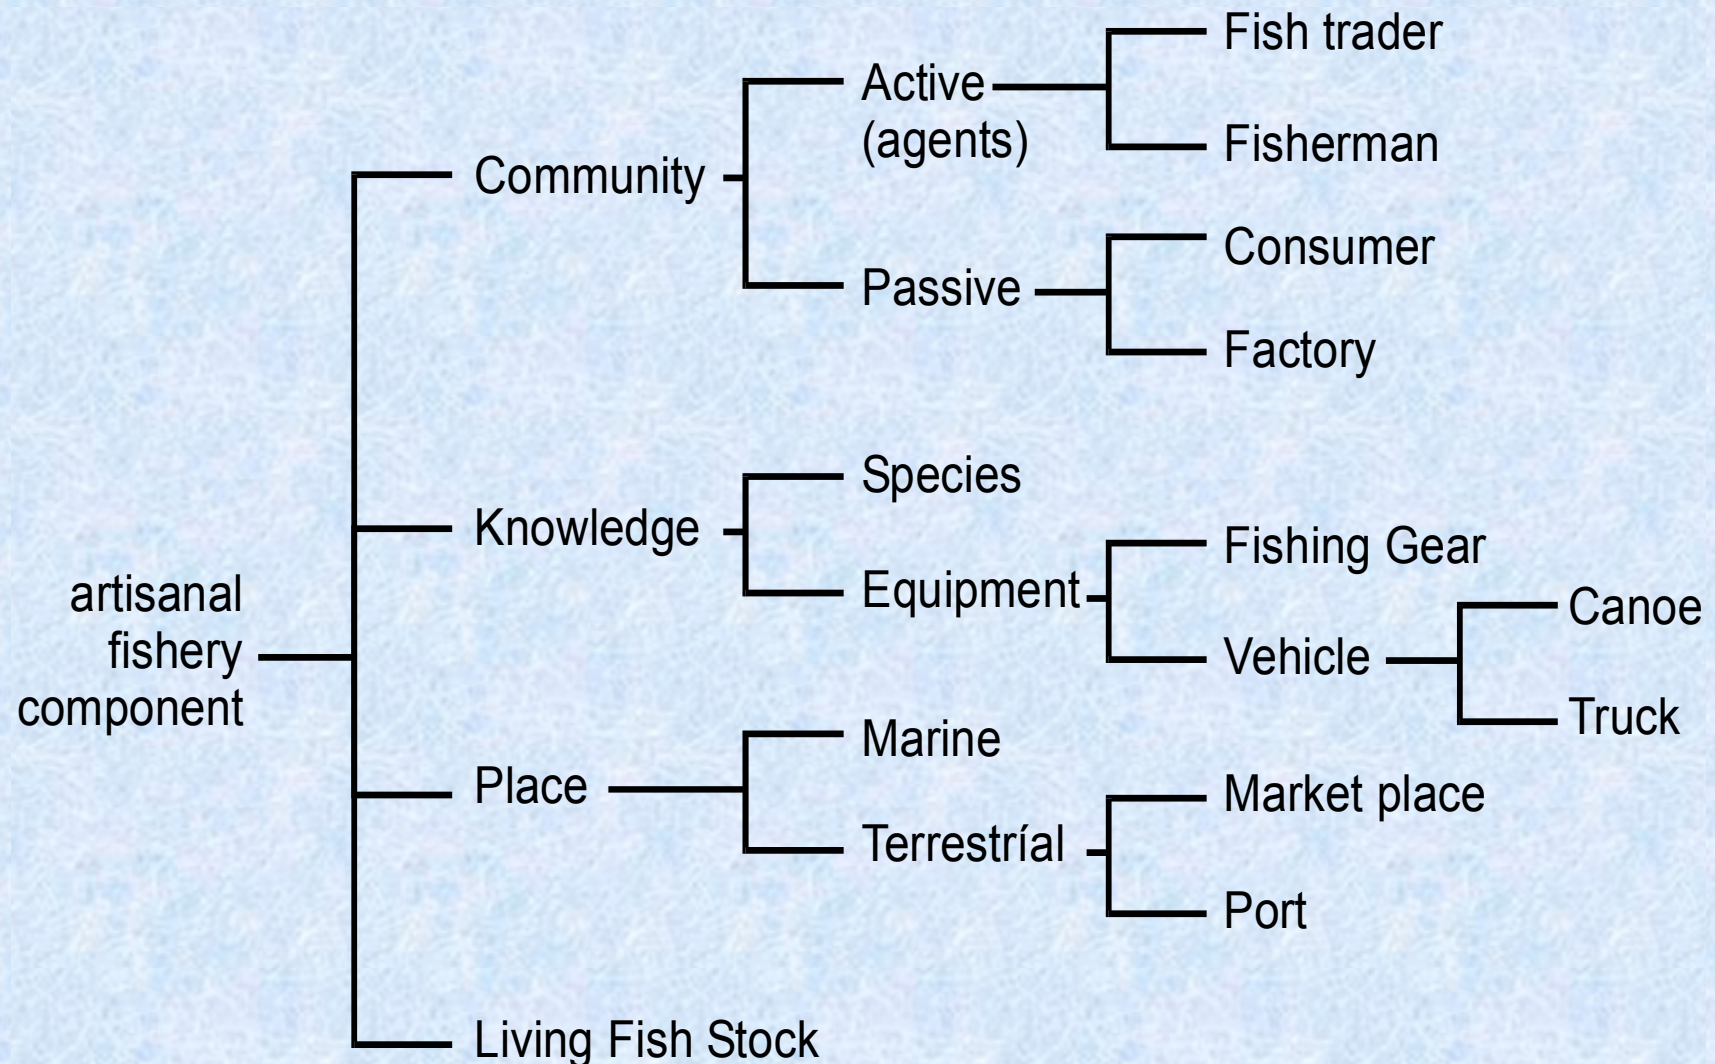 artisanal
fishery
component
Community
Active
(agents)
Fish trader
Fisherman
Passive
Consumer
Factory
Knowledge
Species
Equipment
Fishing Gear
Vehicle
Canoe
Truck
Place
Marine
Terrestríal
Market place
Port
Living Fish Stock